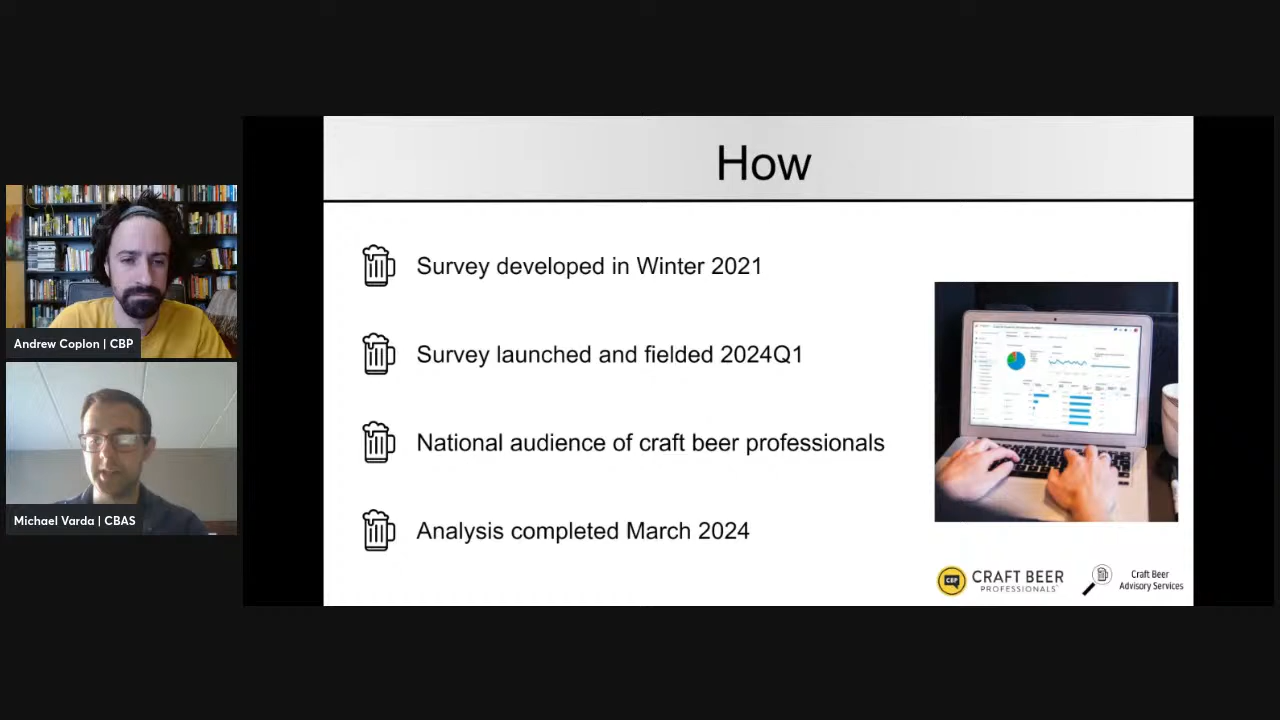 How
Survey developed in Winter 2021
Survey launched and fielded 2024Q1
National audience of craft beer professionals
Analysis completed March 2024
Andrew Coplon | CBP
Michael Varda | CBAS
CBP
CRAFT BEER
PROFESSIONALS
Craft Beer
Advisory Services